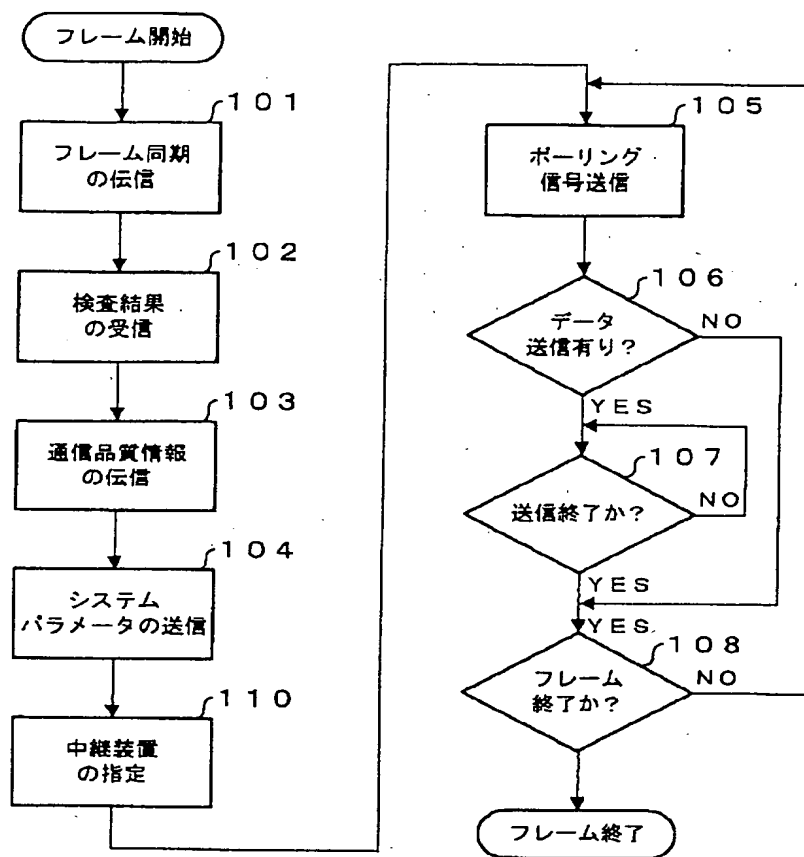 フレーム開始
101
フレーム同期
の伝信
102
検査結果
の受信
103
通信品質情報
の伝信
104
システム
パラメータの送信
110
中継装置
の指定
105
ポーリング
信号送信
106
データ
送信有り?
NO
YES
107
送信終了か?
NO
YES
YES
108
フレーム
終了か?
NO
フレーム終了